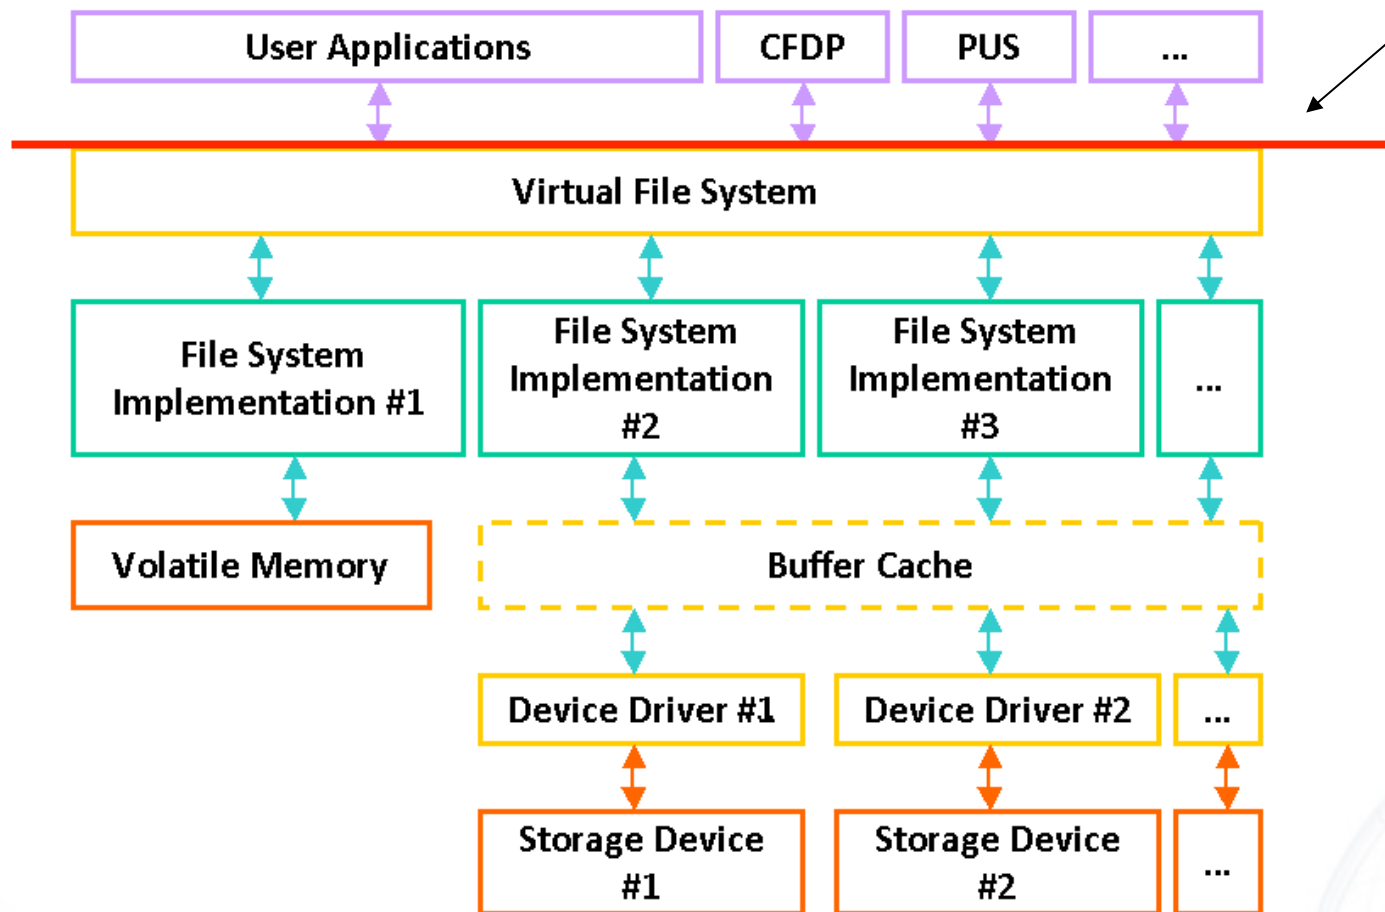 User Applications
CFDP
PUS
...
Virtual File System
File System
Implementation #1
File System
Implementation
#2
File System
Implementation
#3
...
Volatile Memory
Buffer Cache
Device Driver #1
Device Driver #2
...
Storage Device
#1
Storage Device
#2
...